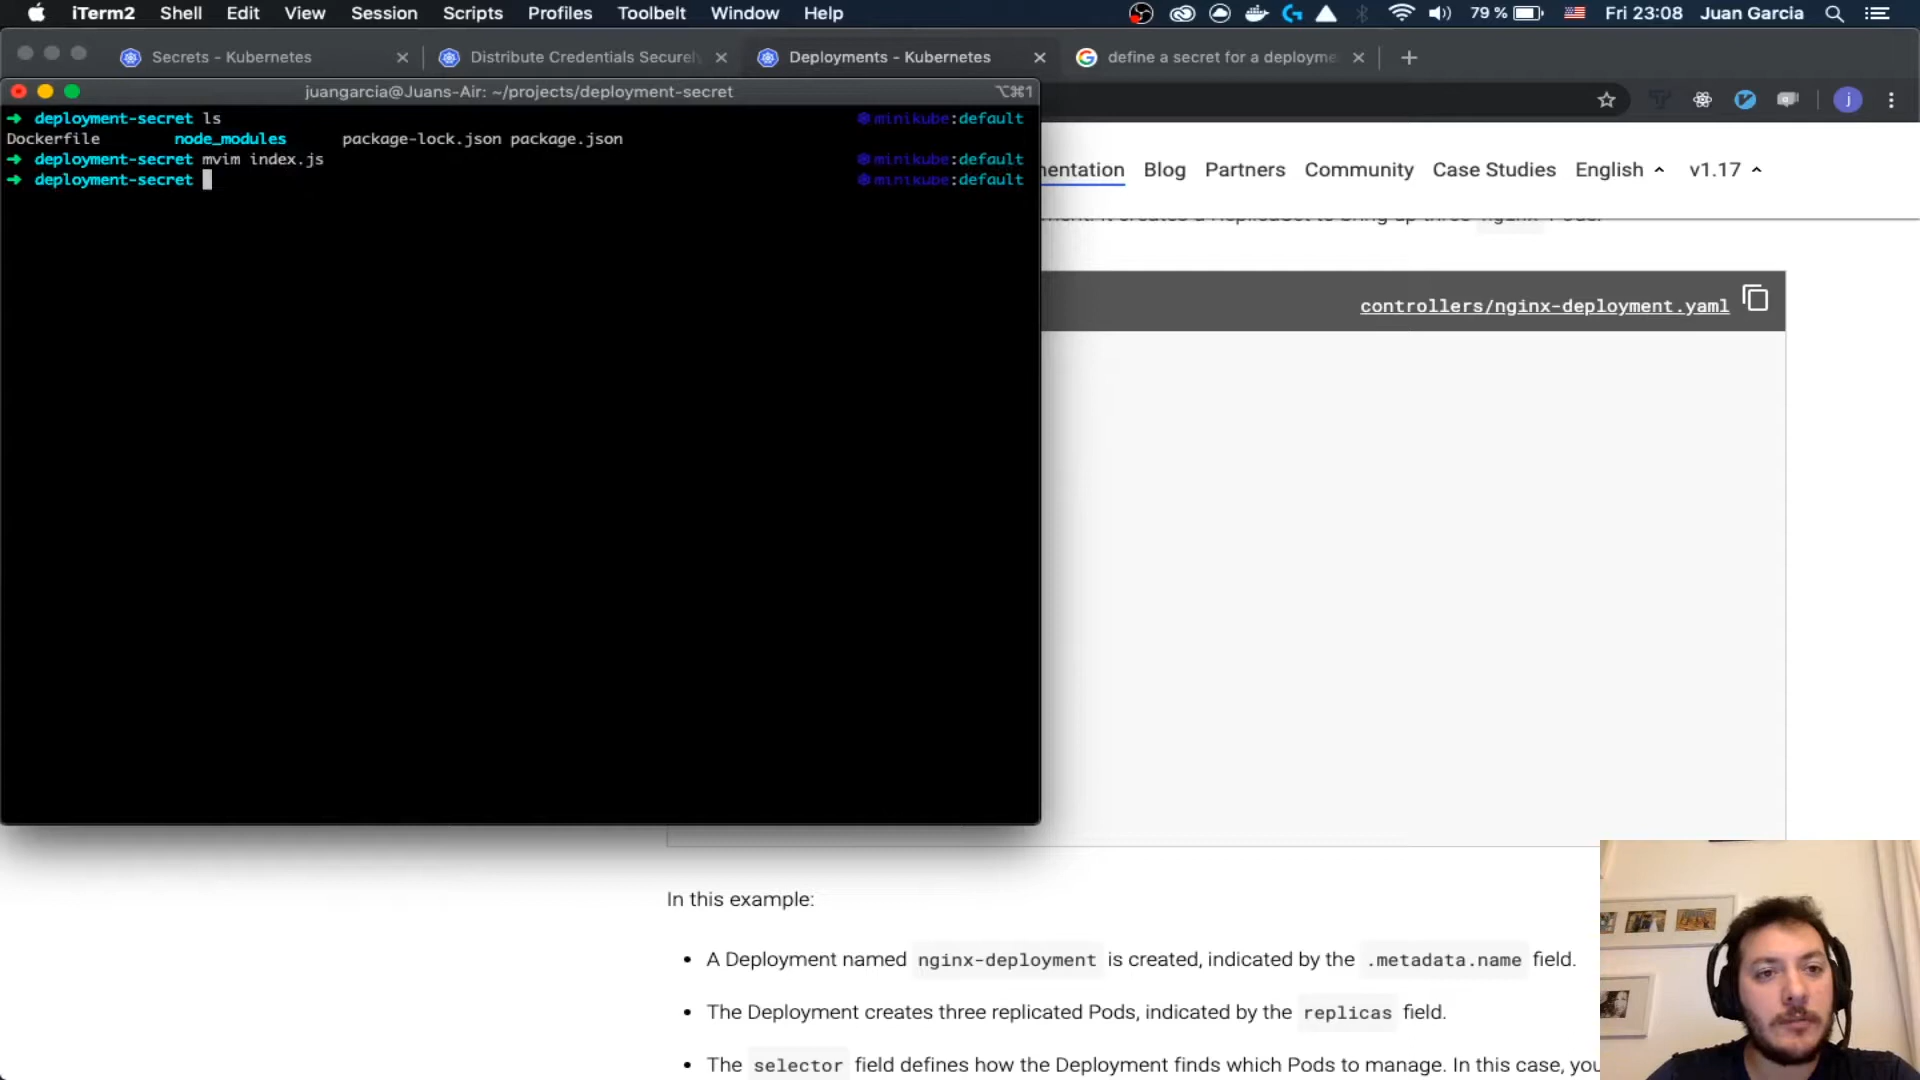 iTerm2 Shell Edit View Session Scripts Profiles Toolbelt Window Help 79 % Fri 23:08 Juan Garcia
Secrets - Kubernetes Distribute Credentials Securel Deployments - Kubernetes define a secret for a deployme
juangarcia@Juans-Air: ~/projects/deployment-secret ⌥⌘1
➜ deployment-secret ls minikube:default
Dockerfile node_modules package-lock.json package.json
➜ deployment-secret mvim index.js minikube:default
➜ deployment-secret minikube:default
j
mentation Blog Partners Community Case Studies English v1.17
controllers/nginx-deployment.yaml
In this example:
• A Deployment named nginx-deployment is created, indicated by the .metadata.name field.
• The Deployment creates three replicated Pods, indicated by the replicas field.
• The selector field defines how the Deployment finds which Pods to manage. In this case, you